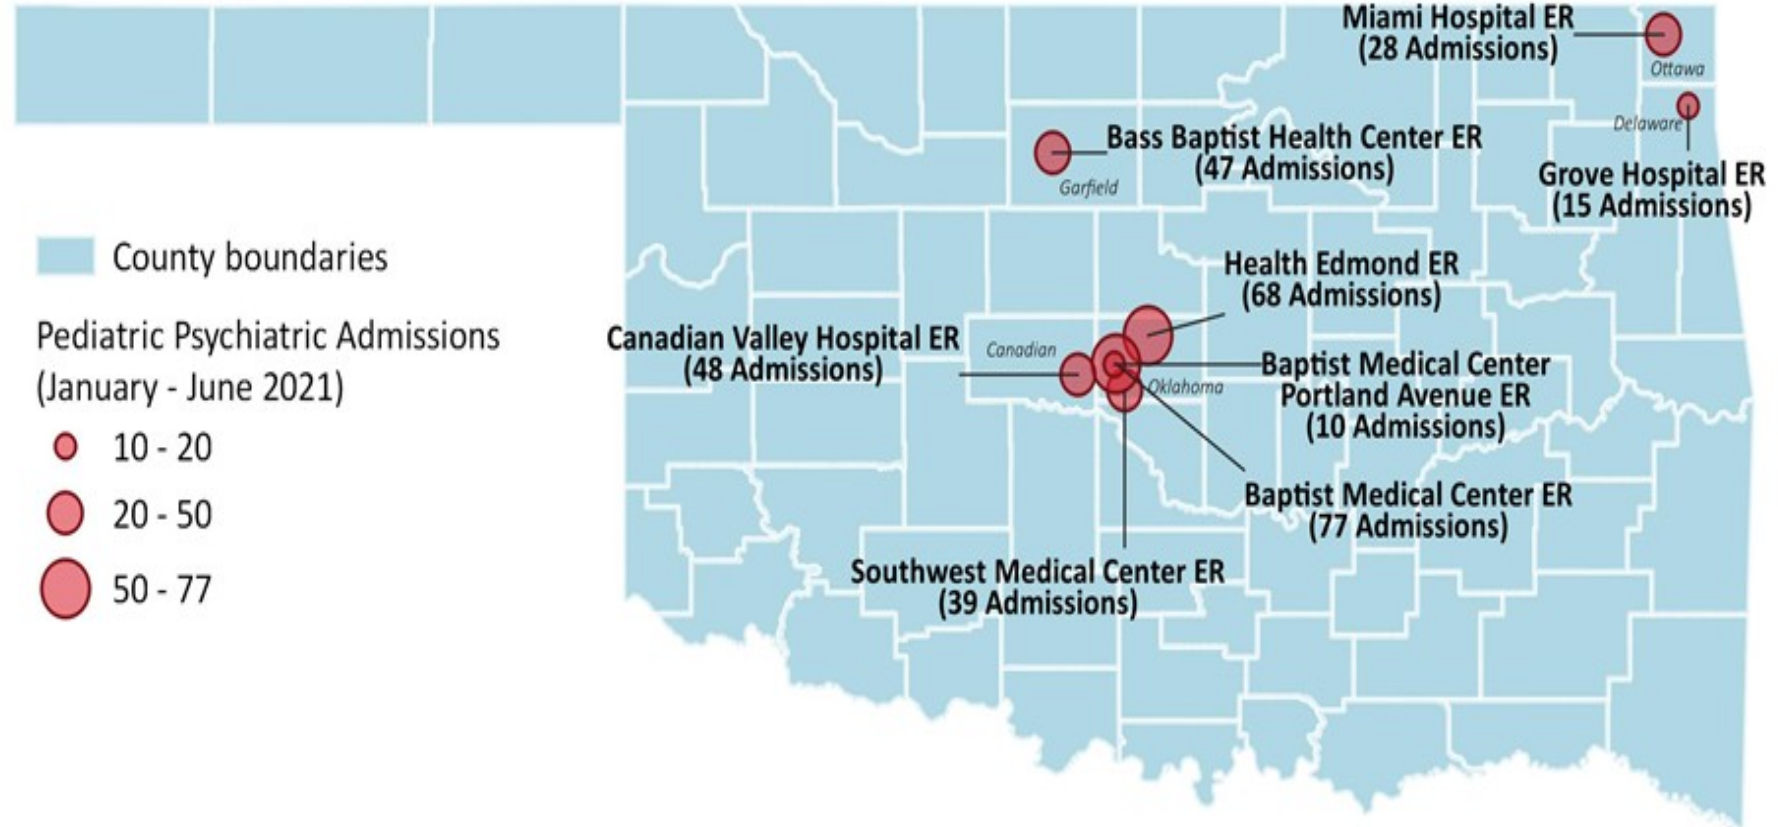 Miami Hospital ER
(28 Admissions)
Ottawa
Delaware
Grove Hospital ER
(15 Admissions)
Bass Baptist Health Center ER
(47 Admissions)
Garfield
Health Edmond ER
(68 Admissions)
Canadian Valley Hospital ER
(48 Admissions)
Canadian
Oklahoma
Baptist Medical Center
Portland Avenue ER
(10 Admissions)
Baptist Medical Center ER
(77 Admissions)
Southwest Medical Center ER
(39 Admissions)
County boundaries
Pediatric Psychiatric Admissions
(January - June 2021)
10 - 20
20 - 50
50 - 77